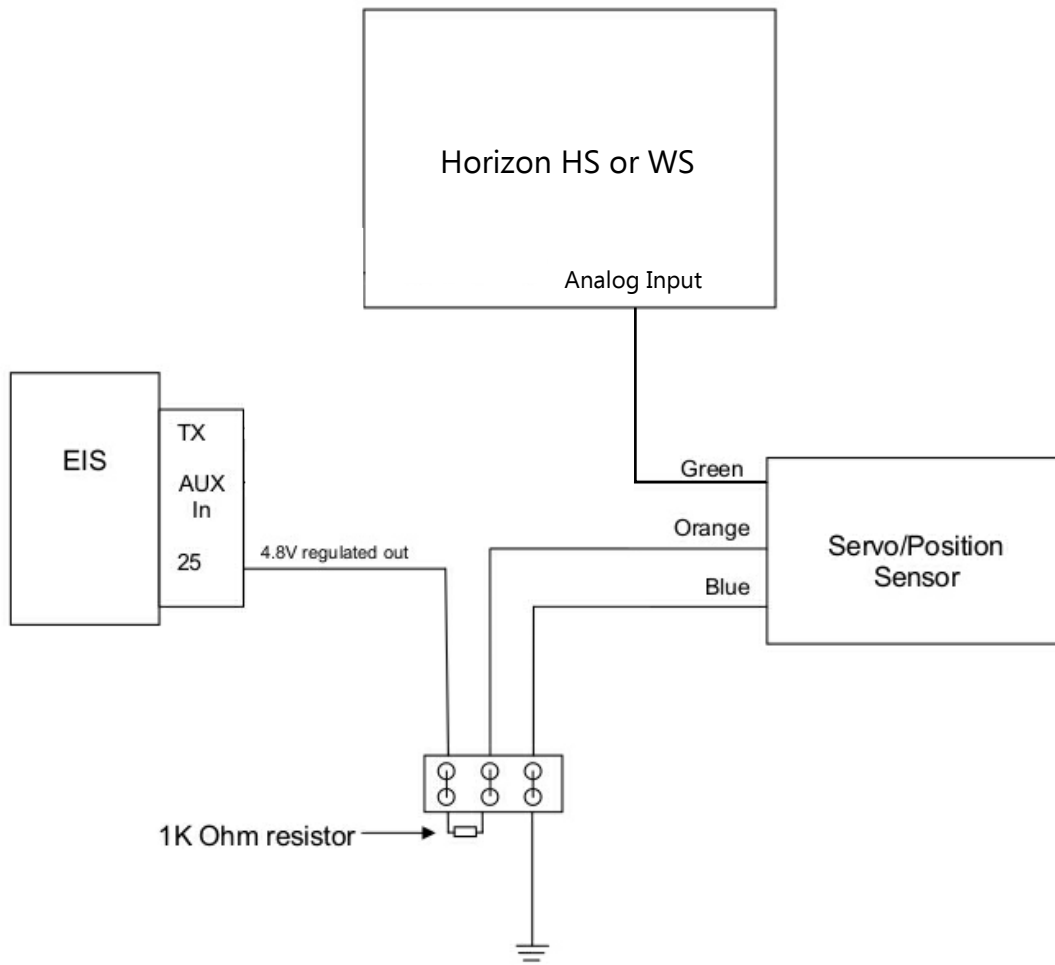 Horizon HS or WS
Analog Input
EIS
TX
AUX
In
25
4.8V regulated out
Green
Orange
Blue
Servo/Position
Sensor
1K Ohm resistor